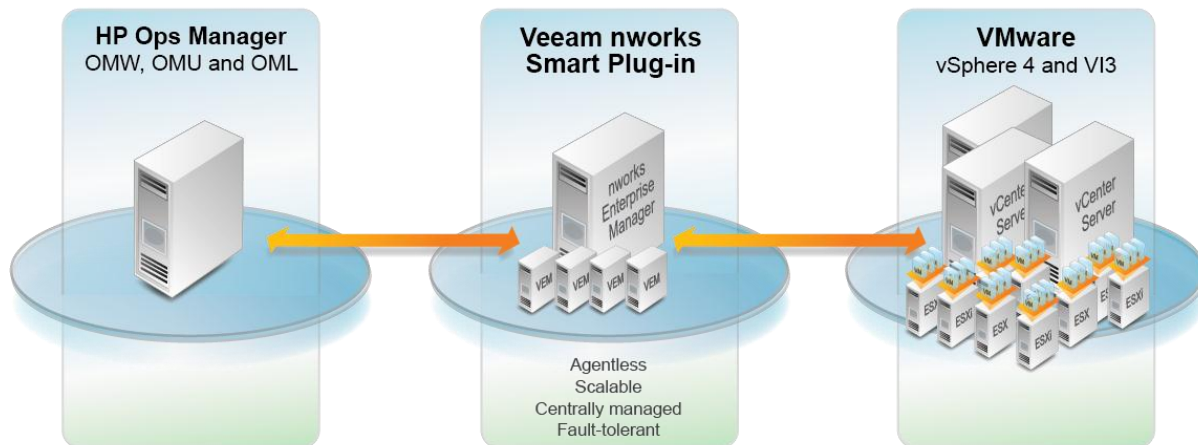 HP Ops Manager
OMW, OMU and OML
Veeam nworks
Smart Plug-in
nworks
Enterprise
Manager
VEM
VEM
VEM
VEM
Agentless
Scalable
Centrally managed
Fault-tolerant
VMware
vSphere 4 and VI3
vCenter
Server
vCenter
Server
ESX
ESXi
ESX
ESXi
ESX
ESXi